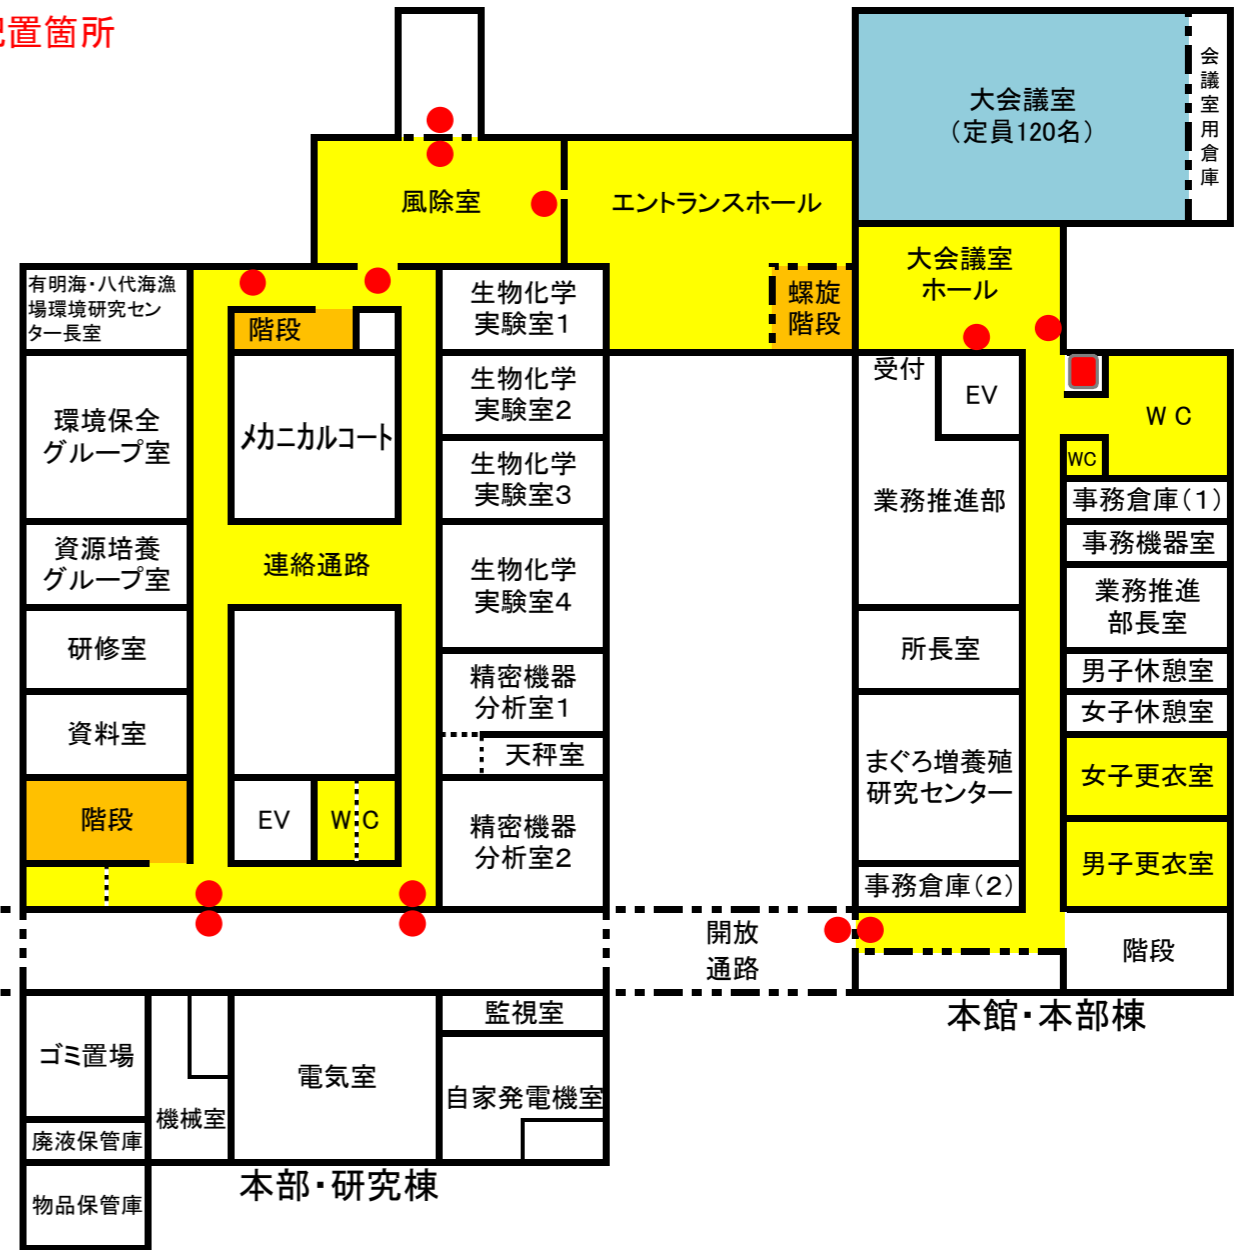 配置箇所
大会議室
（定員120名）
会議室用倉庫
風除室
エントランスホール
大会議室
ホール
螺旋
階段
有明海・八代海漁
場環境研究セン
ター長室
階段
生物化学
実験室1
環境保全
グループ室
メカニカルコート
生物化学
実験室2
生物化学
実験室3
受付
EV
WC
WC
業務推進部
事務倉庫（1）
事務機器室
業務推進
部長室
資源培養
グループ室
連絡通路
生物化学
実験室4
研修室
所長室
男子休憩室
女子休憩室
資料室
精密機器
分析室1
天秤室
まぐろ増養殖
研究センター
女子更衣室
階段
EV
WC
精密機器
分析室2
男子更衣室
事務倉庫（2）
開放
通路
階段
本館・本部棟
ゴミ置場
機械室
電気室
監視室
自家発電機室
廃液保管庫
物品保管庫
本部・研究棟